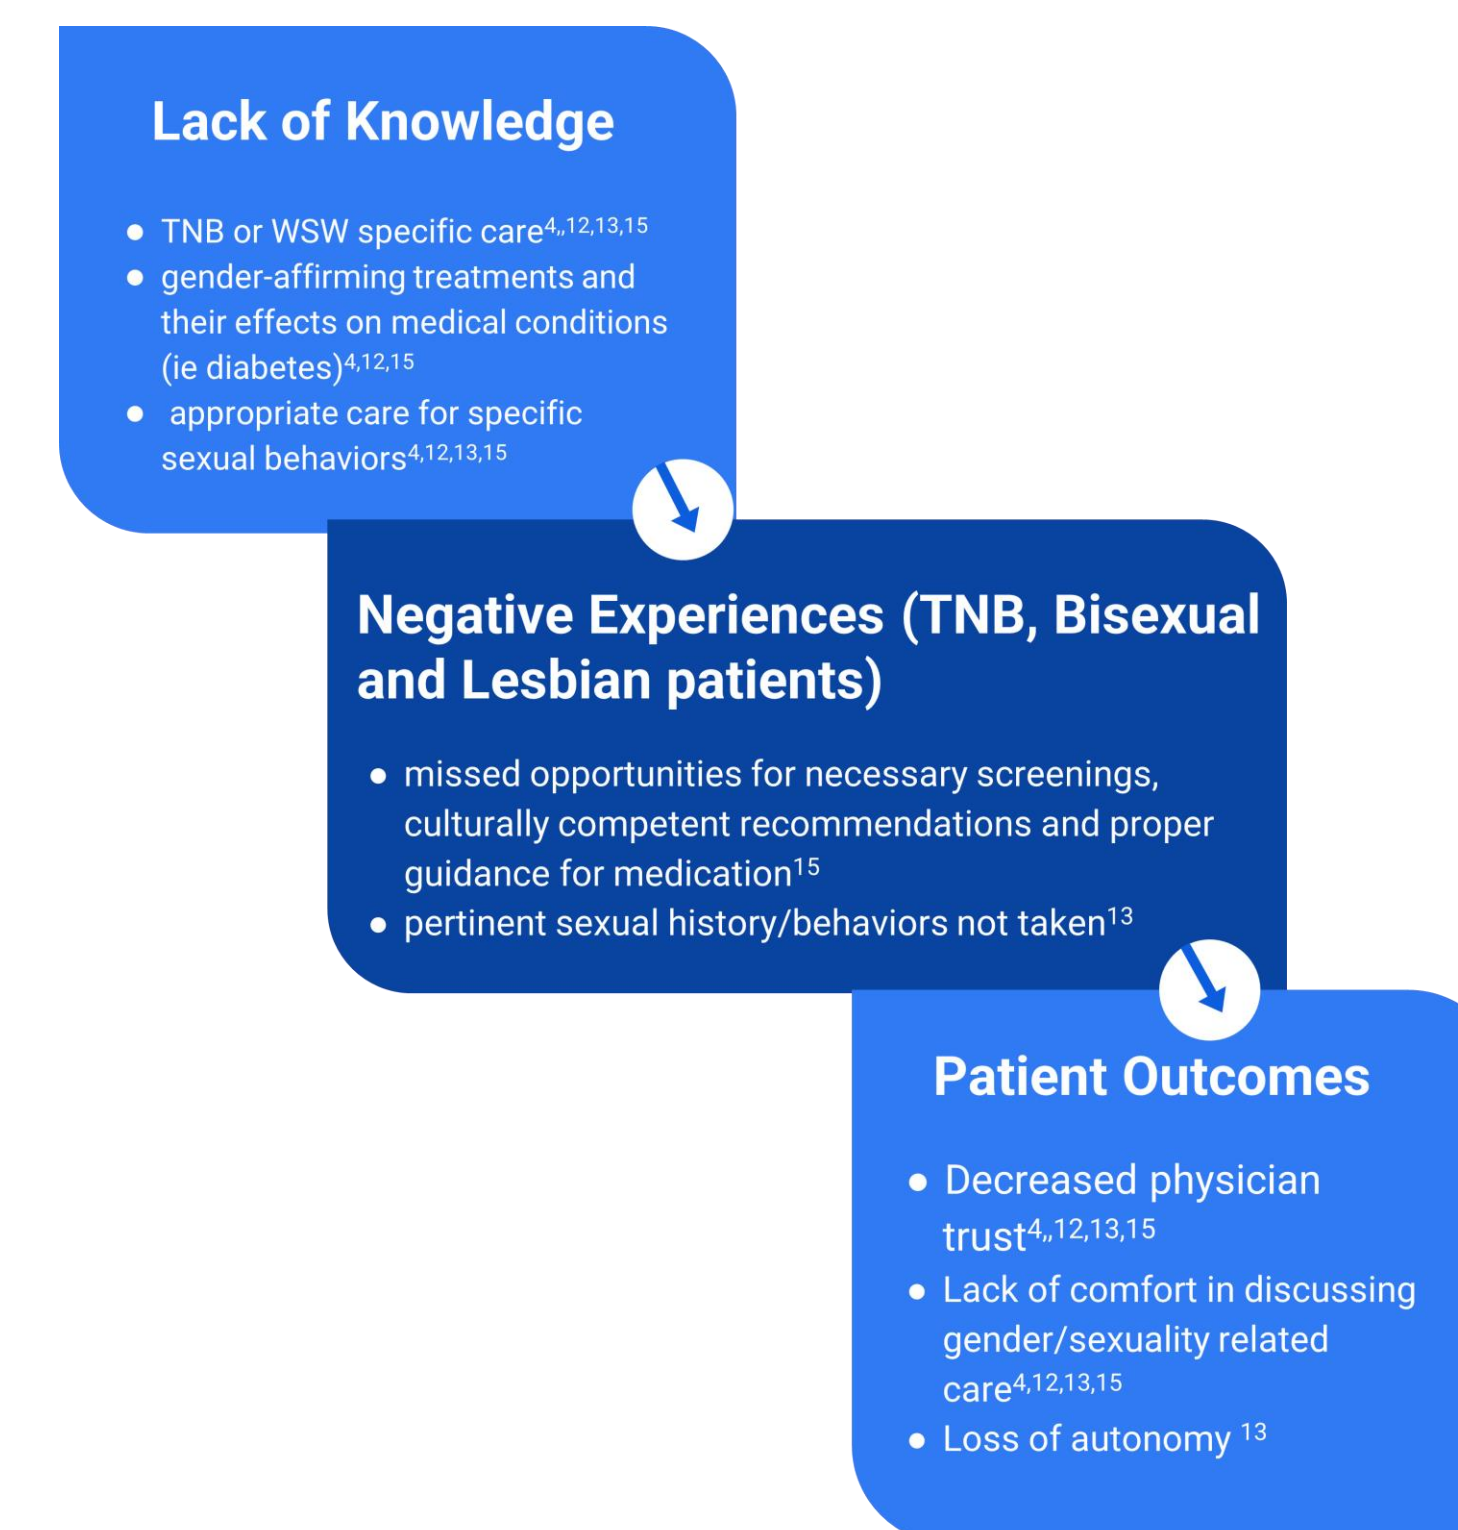 Lack of Knowledge
● TNB or WSW specific care4,,12,13,15
● gender-affirming treatments and
their effects on medical conditions
(ie diabetes)4,12,15
● appropriate care for specific
sexual behaviors4,12,13,15
Negative Experiences (TNB, Bisexual
and Lesbian patients)
● missed opportunities for necessary screenings,
culturally competent recommendations and proper
guidance for medication15
● pertinent sexual history/behaviors not taken13
Patient Outcomes
● Decreased physician
trust4,,12,13,15
● Lack of comfort in discussing
gender/sexuality related
care4,12,13,15
● Loss of autonomy 13